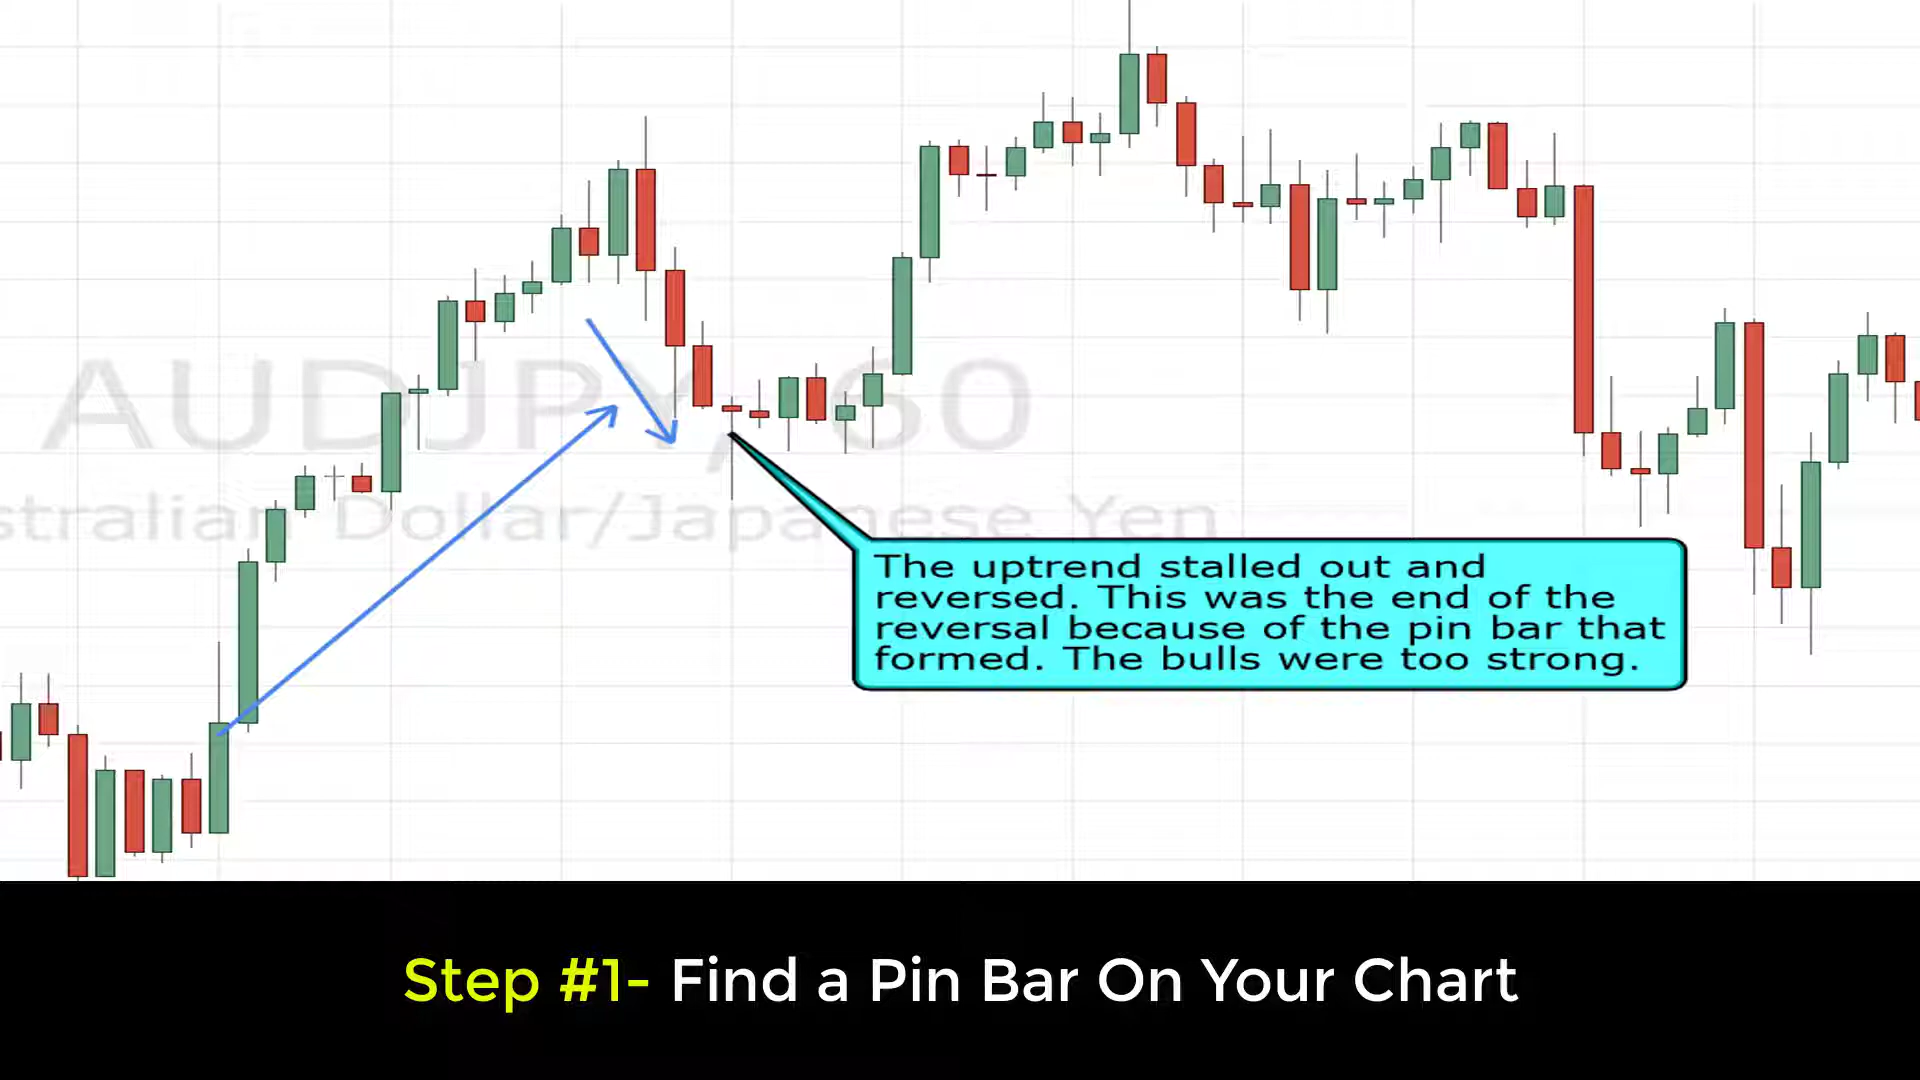 AUDJPY, 60
stralian Dollar/Japanese Yen
The uptrend stalled out and
reversed. This was the end of the
reversal because of the pin bar that
formed. The bulls were too strong.
Step #1- Find a Pin Bar On Your Chart